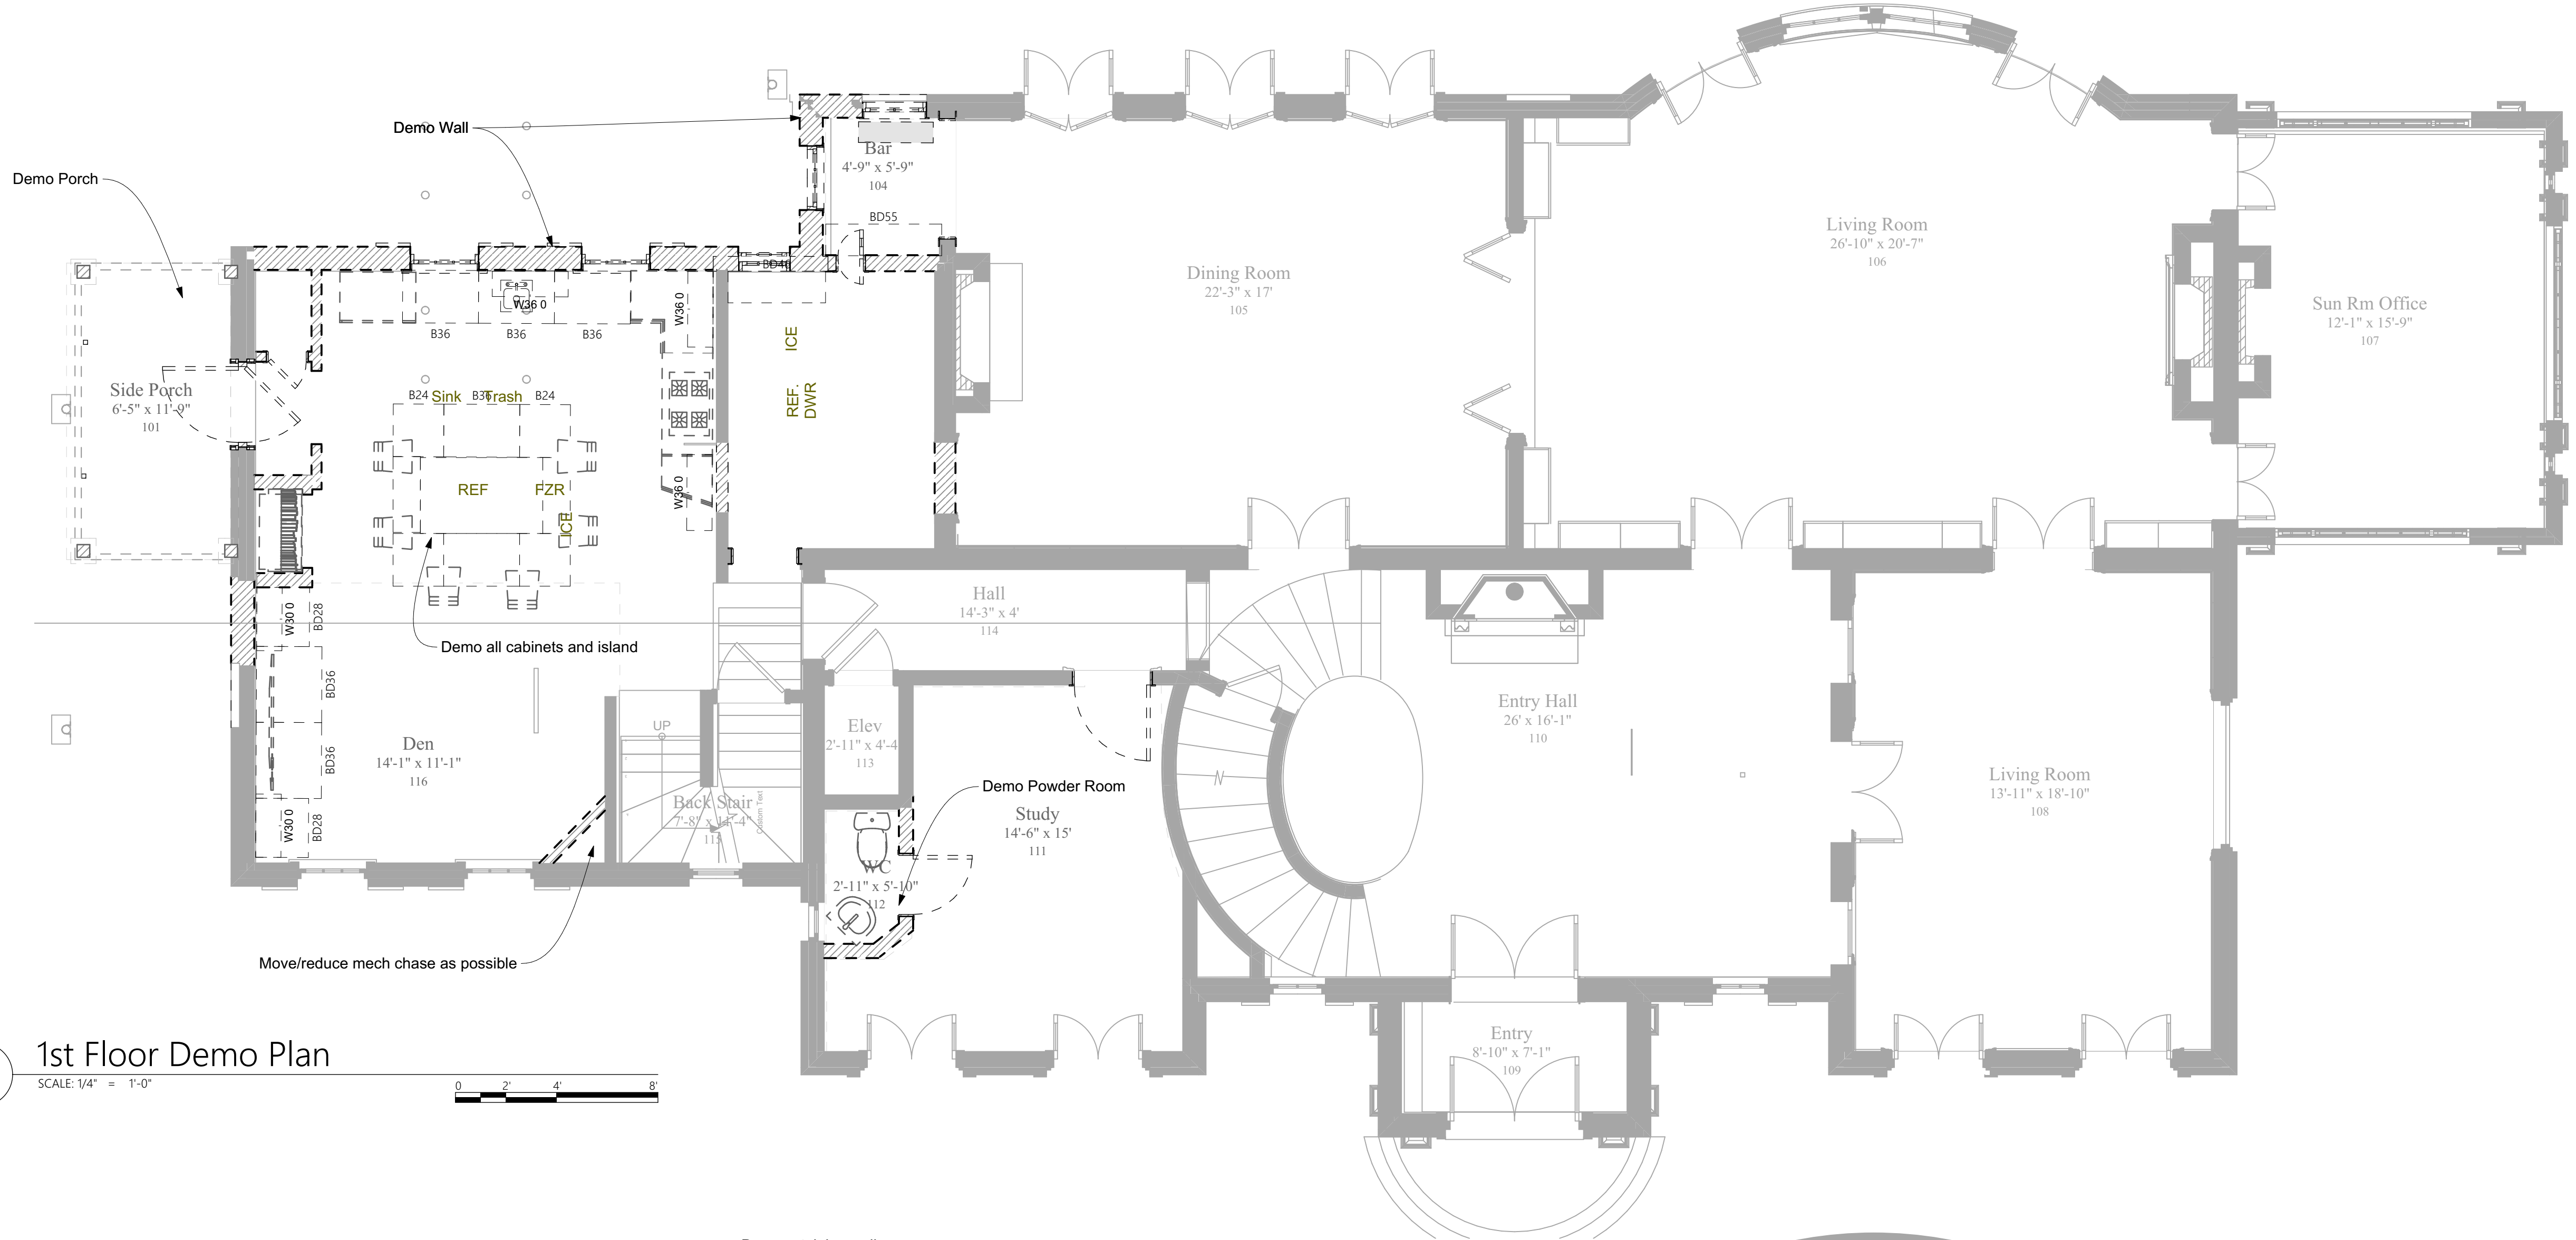 Demo Wall
Demo Porch
Bar
4'-9" x 5'-9"
104
BD55
Living Room
26'-10" x 20'-7"
106
Dining Room
22'-3" x 17'
105
Sun Rm Office
12'-1" x 15'-9"
107
W36 0
W36 0
B36
B36
B36
ICE
REF.
DWR
Side Porch
6'-5" x 11'-9"
101
B24
Sink
B36
Trash
B24
REF
FZR
ICE
W36 0
Hall
14'-3" x 4'
114
W30 0
BD28
Demo all cabinets and island
BD36
BD36
Den
14'-1" x 11'-1"
116
UP
Elev
2'-11" x 4'-4
113
Entry Hall
26' x 16'-1"
110
Living Room
13'-11" x 18'-10"
108
Back Stair
7'-8" x 11'-4"
115
Custom Text
Demo Powder Room
Study
14'-6" x 15'
111
W30 0
BD28
WC
2'-11" x 5'-10"
112
Move/reduce mech chase as possible
Entry
8'-10" x 7'-1"
109
1st Floor Demo Plan
SCALE: 1/4" = 1'-0"
0 2' 4' 8'